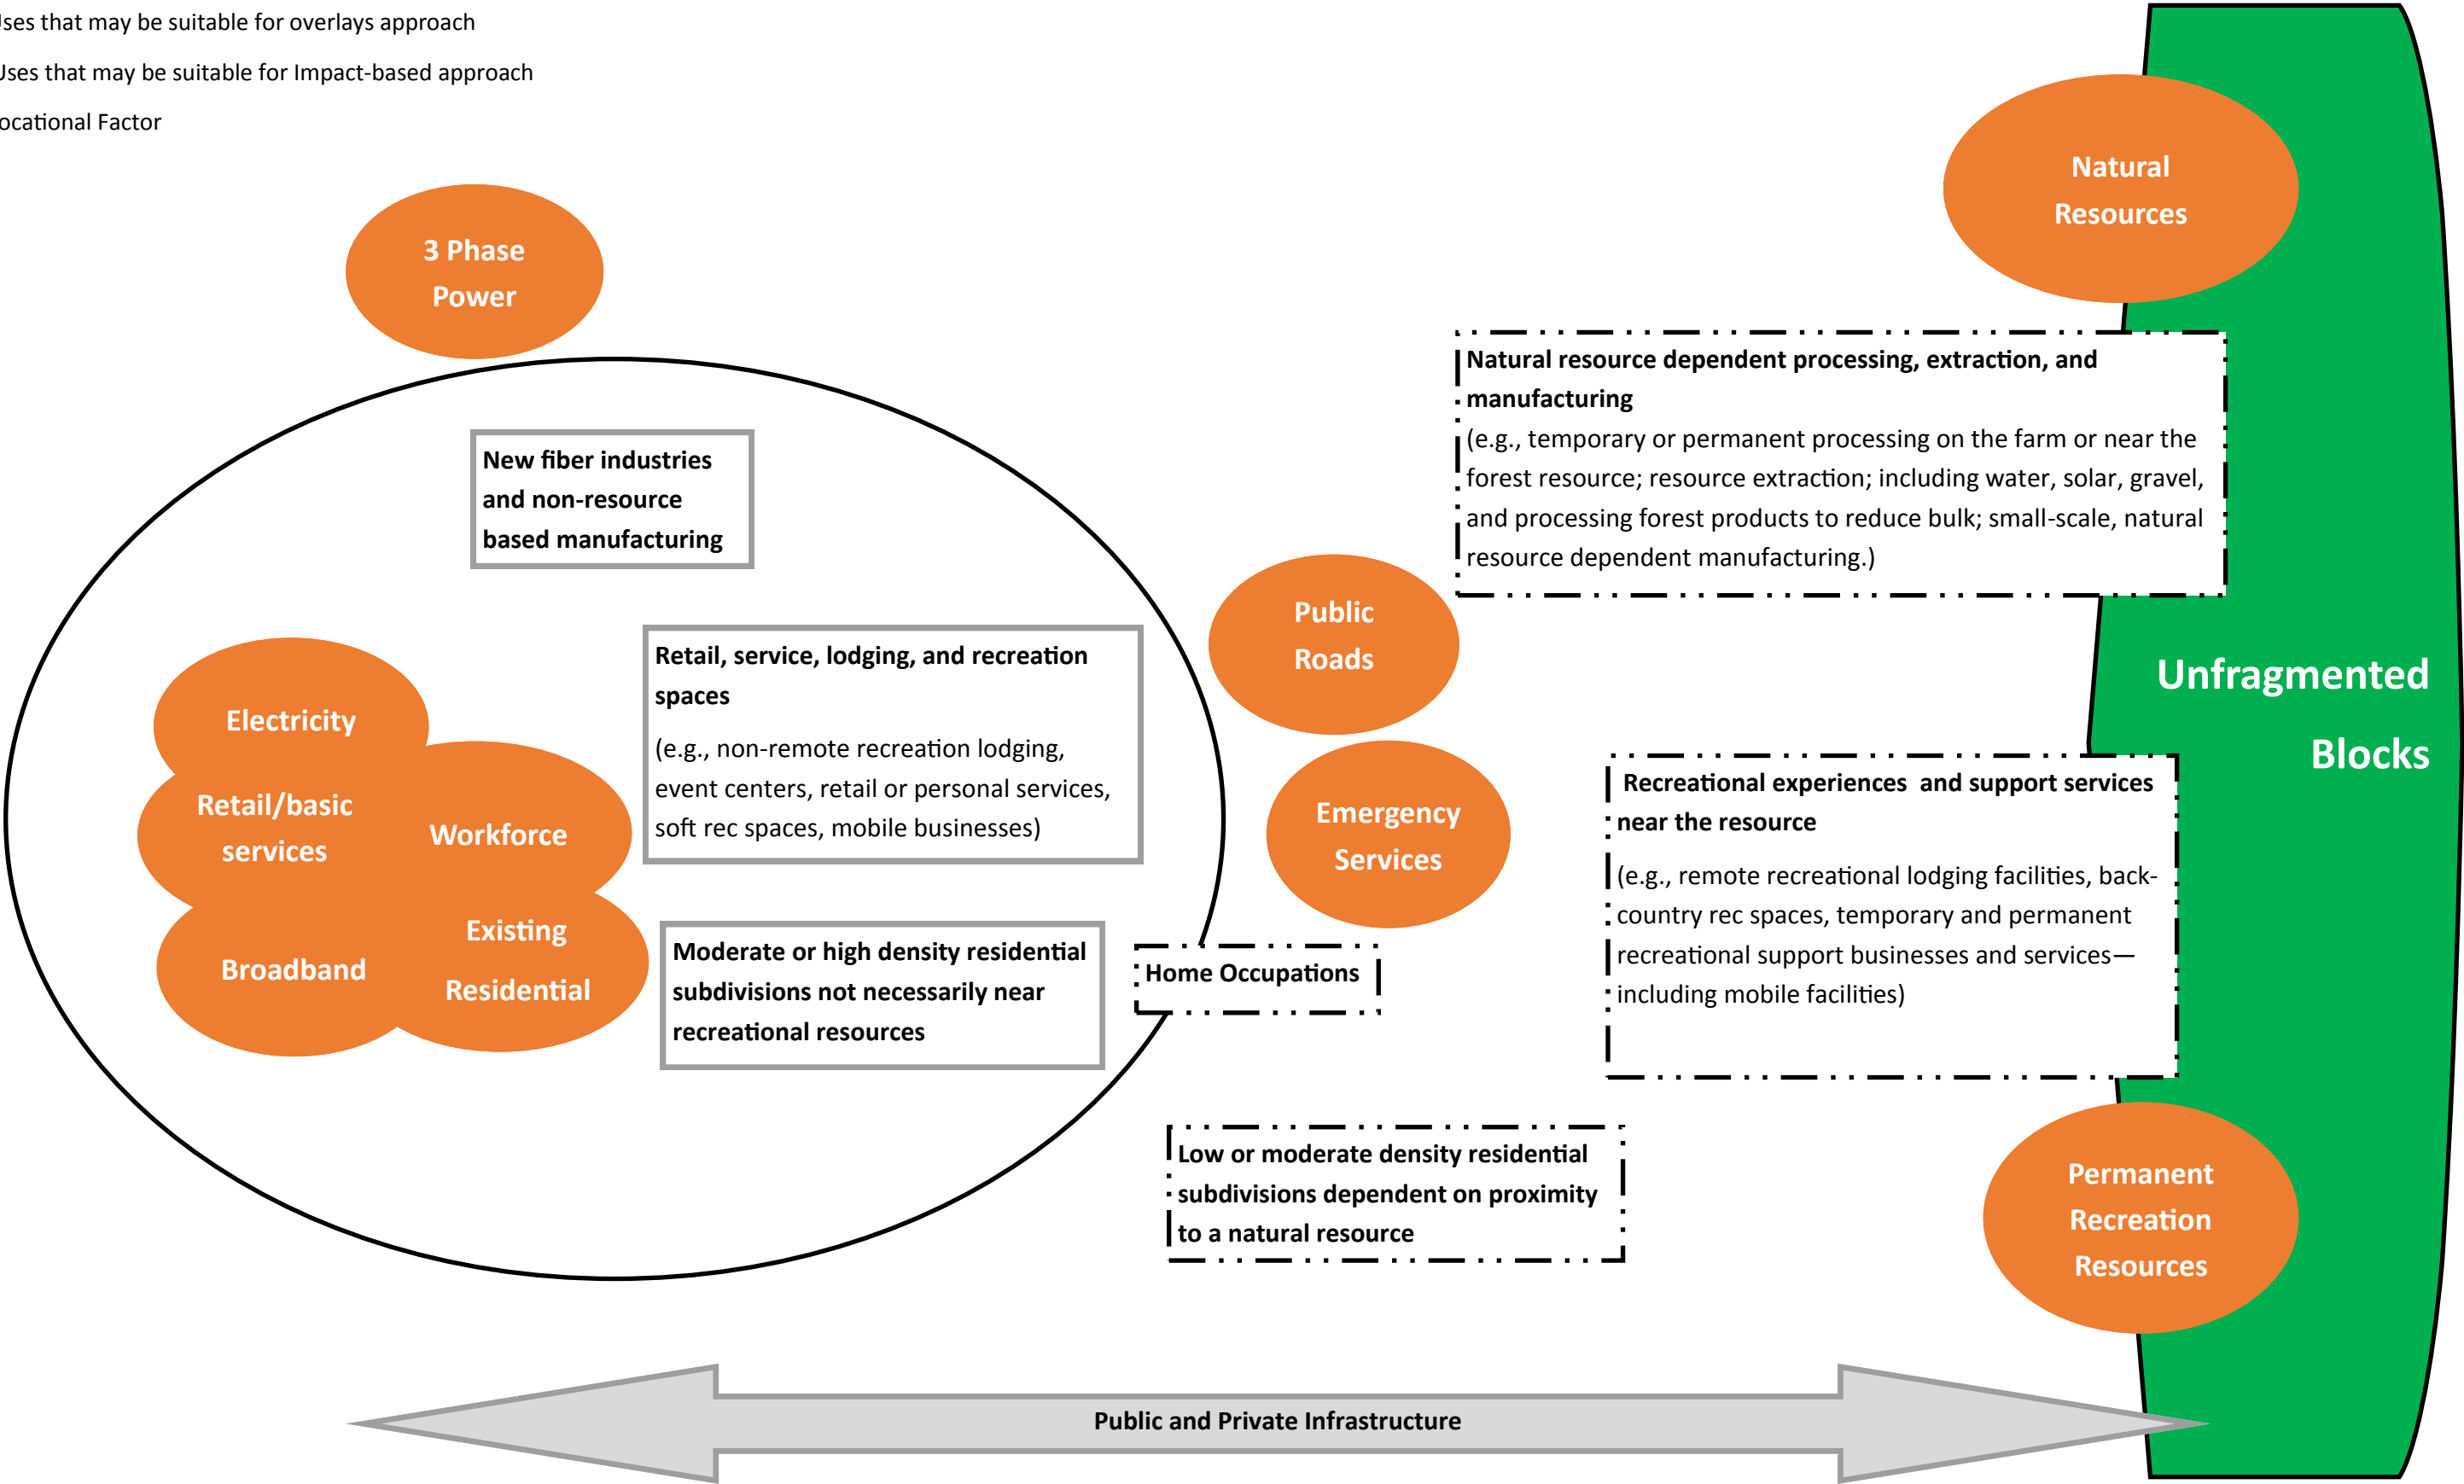 Uses that may be suitable for overlays approach
Uses that may be suitable for Impact-based approach
ocational Factor
3 Phase
Power
Natural
Resources
New fiber industries
and non-resource
based manufacturing
Natural resource dependent processing, extraction, and
manufacturing
(e.g., temporary or permanent processing on the farm or near the
forest resource; resource extraction; including water, solar, gravel,
and processing forest products to reduce bulk; small-scale, natural
resource dependent manufacturing.)
Public
Roads
Retail, service, lodging, and recreation
spaces
(e.g., non-remote recreation lodging,
event centers, retail or personal services,
soft rec spaces, mobile businesses)
Unfragmented
Blocks
Electricity
Retail/basic
services
Workforce
Broadband
Existing
Residential
Emergency
Services
Recreational experiences  and support services
near the resource
(e.g., remote recreational lodging facilities, back-
country rec spaces, temporary and permanent
recreational support businesses and services—
including mobile facilities)
Moderate or high density residential
subdivisions not necessarily near
recreational resources
Home Occupations
Low or moderate density residential
subdivisions dependent on proximity
to a natural resource
Permanent
Recreation
Resources
Public and Private Infrastructure